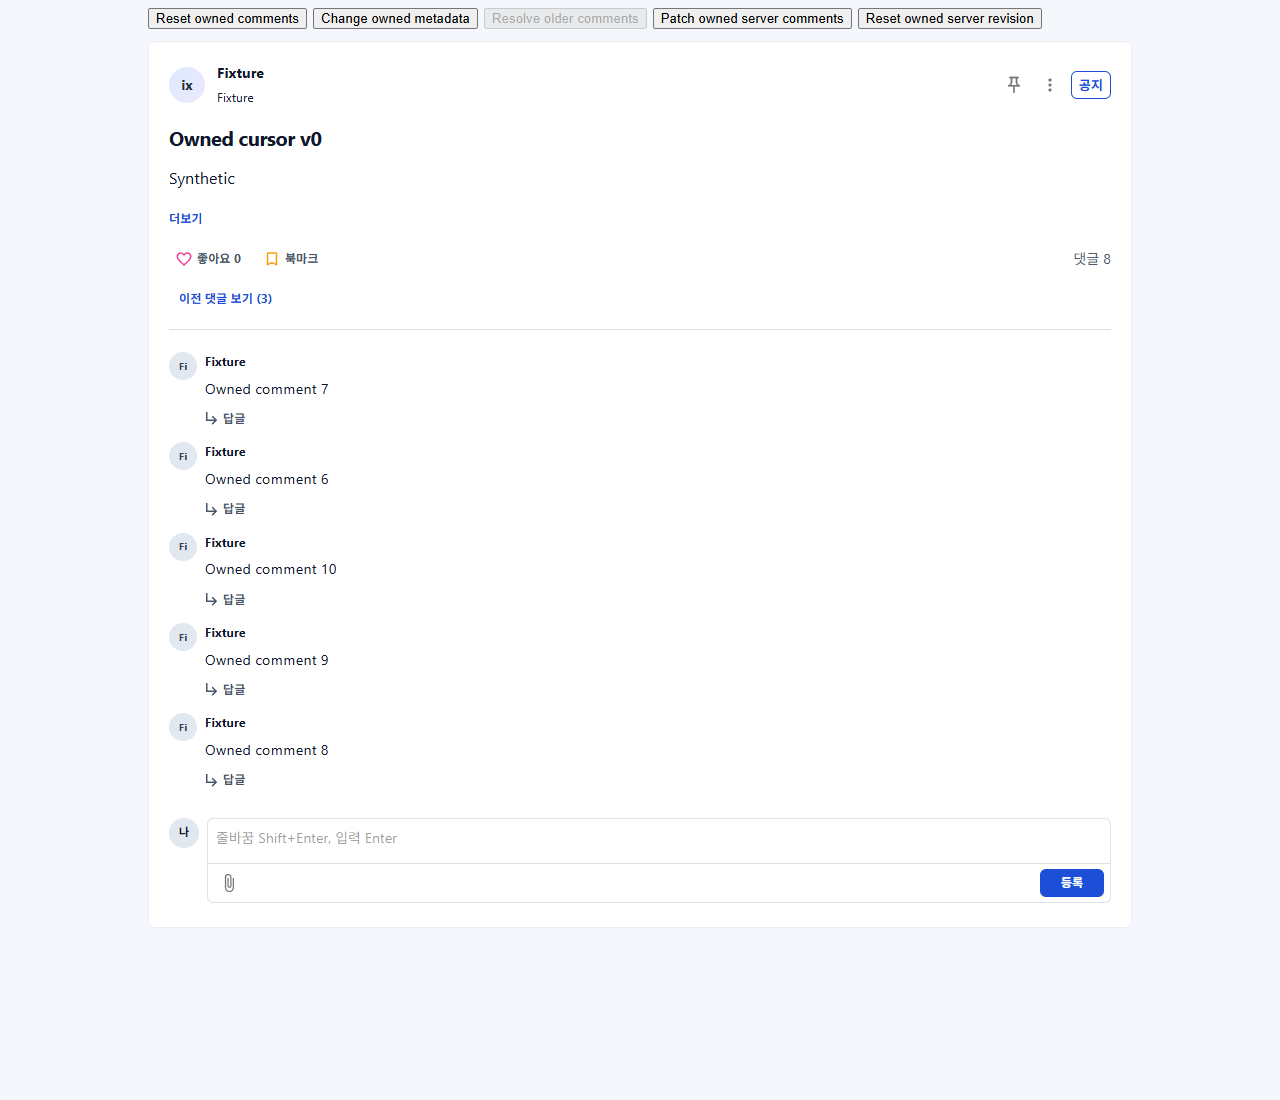 Reset owned comments Change owned metadata Resolve older comments Patch owned server comments Reset owned server revision
ix
Fixture
Fixture
공지
Owned cursor v0
Synthetic
더보기
좋아요 0 북마크 댓글 8
이전 댓글 보기 (3)
Fi Fixture
Owned comment 7
답글
Fi Fixture
Owned comment 6
답글
Fi Fixture
Owned comment 10
답글
Fi Fixture
Owned comment 9
답글
Fi Fixture
Owned comment 8
답글
나 줄바꿈 Shift+Enter, 입력 Enter
등록